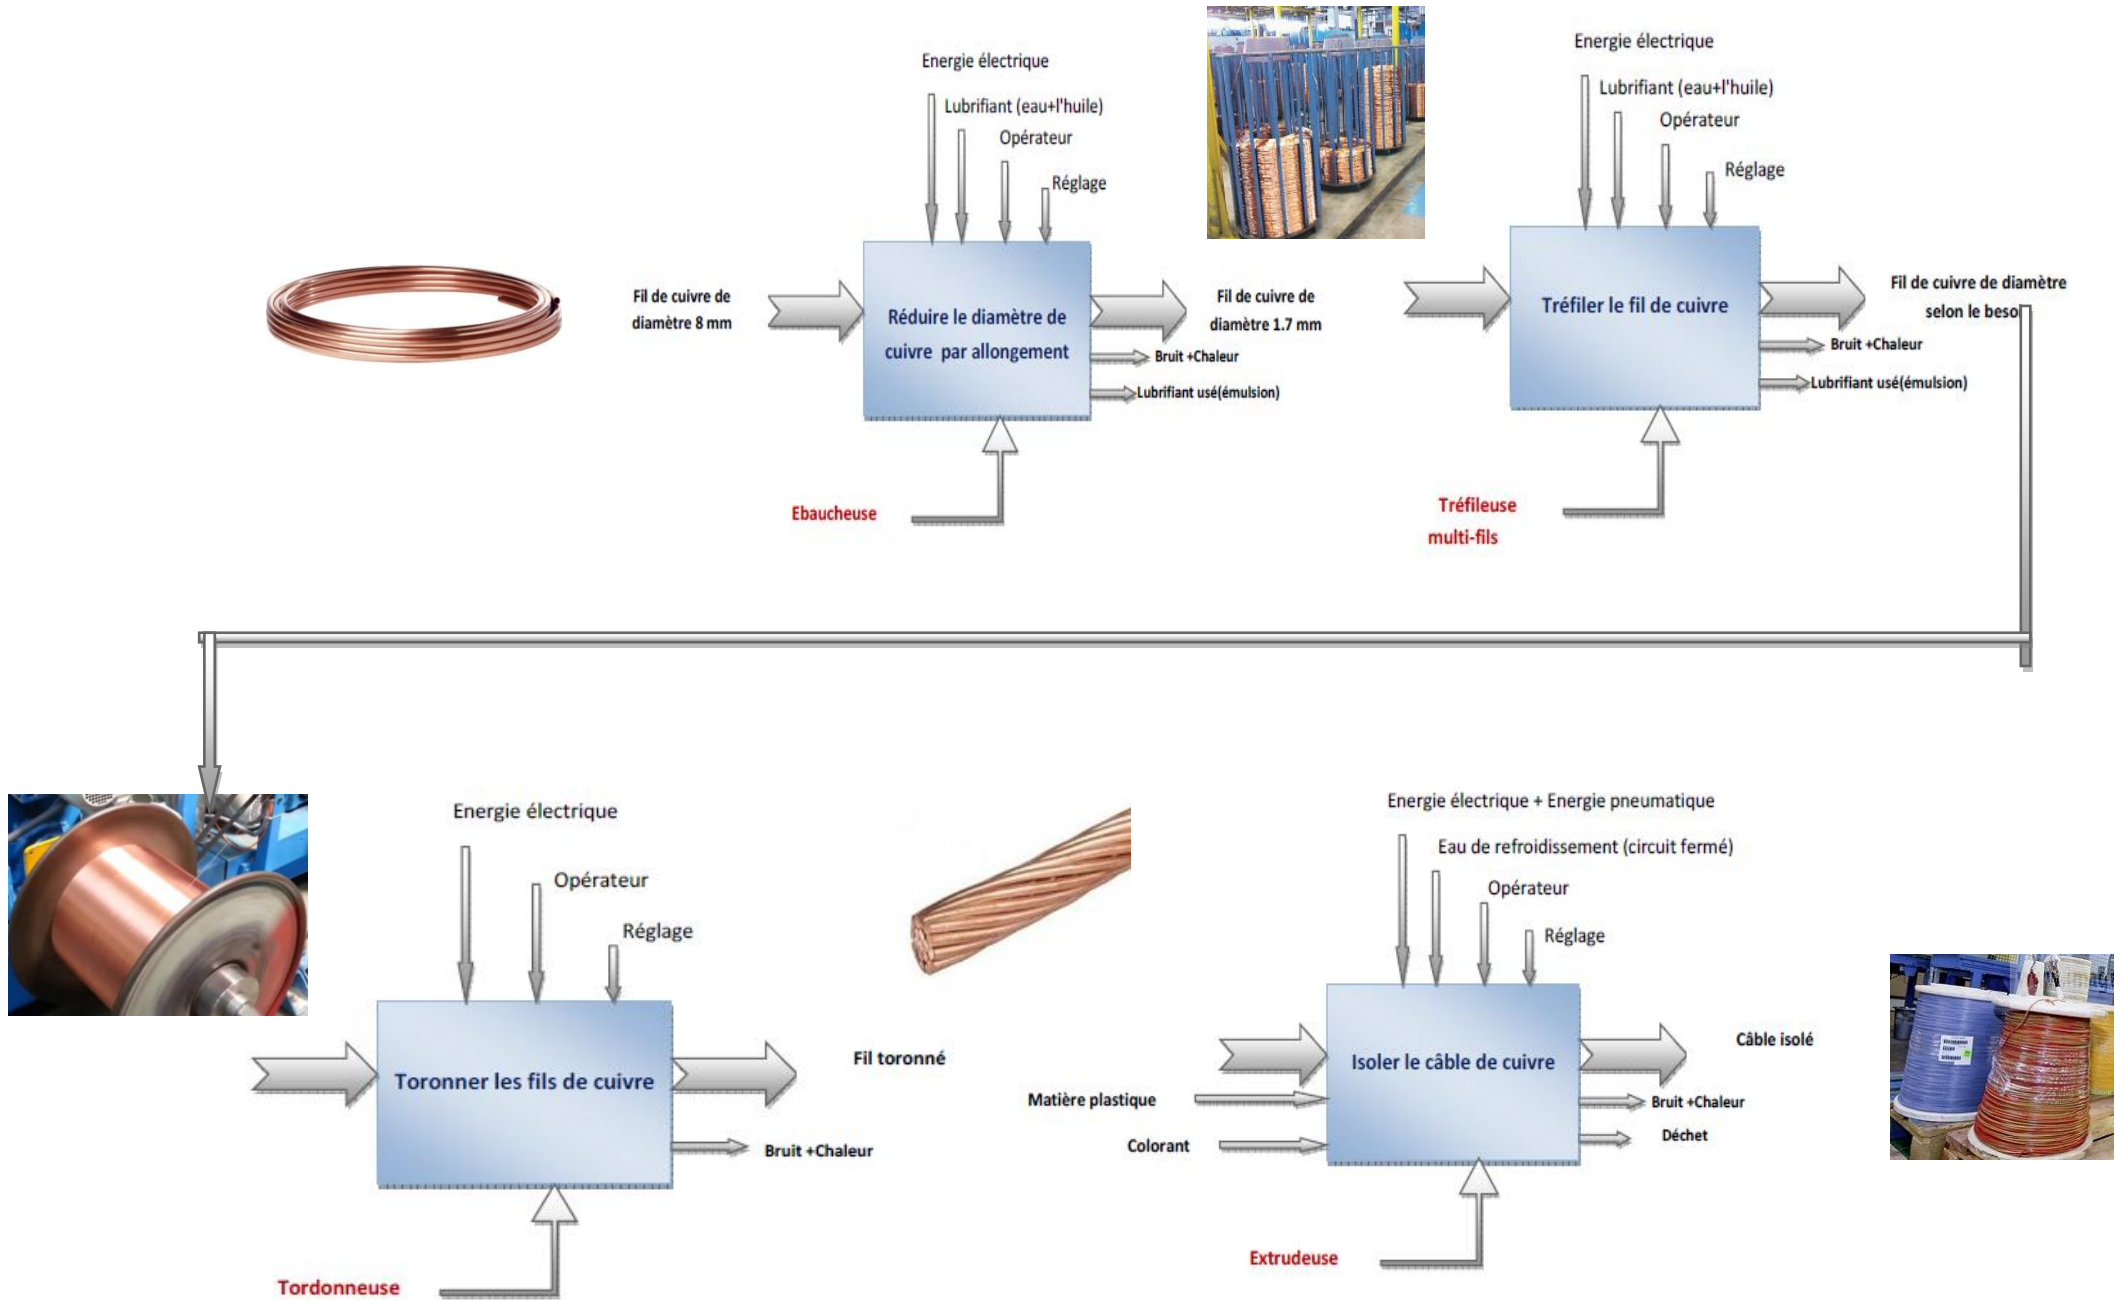 Energie électrique
Lubrifiant (eau+l'huile)
Opérateur
Réglage
Fil de cuivre de
diamètre 8 mm
Réduire le diamètre de
cuivre par allongement
Fil de cuivre de
diamètre 1.7 mm
Bruit +Chaleur
Lubrifiant usé(émulsion)
Ebaucheuse
Energie électrique
Lubrifiant (eau+l'huile)
Opérateur
Réglage
Tréfiler le fil de cuivre
Fil de cuivre de diamètre
selon le beso
Bruit +Chaleur
Lubrifiant usé(émulsion)
Tréfileuse
multi-fils
Energie électrique
Opérateur
Réglage
Toronner les fils de cuivre
Fil toronné
Bruit +Chaleur
Tordonneuse
Energie électrique + Energie pneumatique
Eau de refroidissement (circuit fermé)
Opérateur
Réglage
Matière plastique
Colorant
Isoler le câble de cuivre
Câble isolé
Bruit +Chaleur
Déchet
Extrudeuse